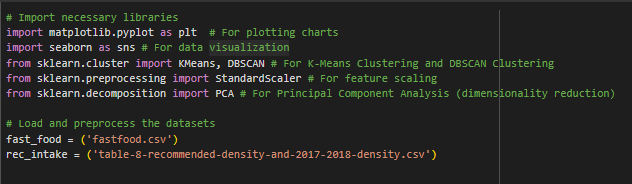 # Import necessary libraries
import matplotlib.pyplot as plt  # For plotting charts
import seaborn as sns # For data visualization
from sklearn.cluster import KMeans, DBSCAN # For K-Means Clustering and DBSCAN Clustering
from sklearn.preprocessing import StandardScaler # For feature scaling
from sklearn.decomposition import PCA # For Principal Component Analysis (dimensionality reduction)
# Load and preprocess the datasets
fast_food = ('fastfood.csv')
rec_intake = ('table-8-recommended-density-and-2017-2018-density.csv')